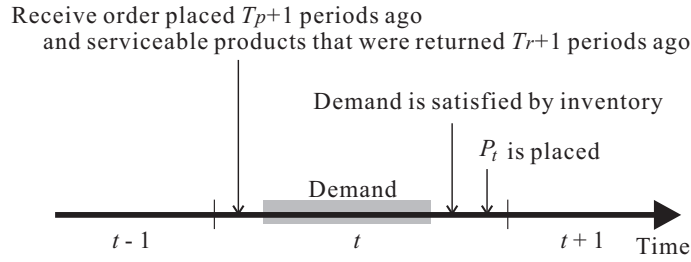 Receive order placed Tp+1 periods ago
and serviceable products that were returned Tr+1 periods ago
Demand is satisfied by inventory
Pt is placed
Demand
t - 1
t
t + 1
Time